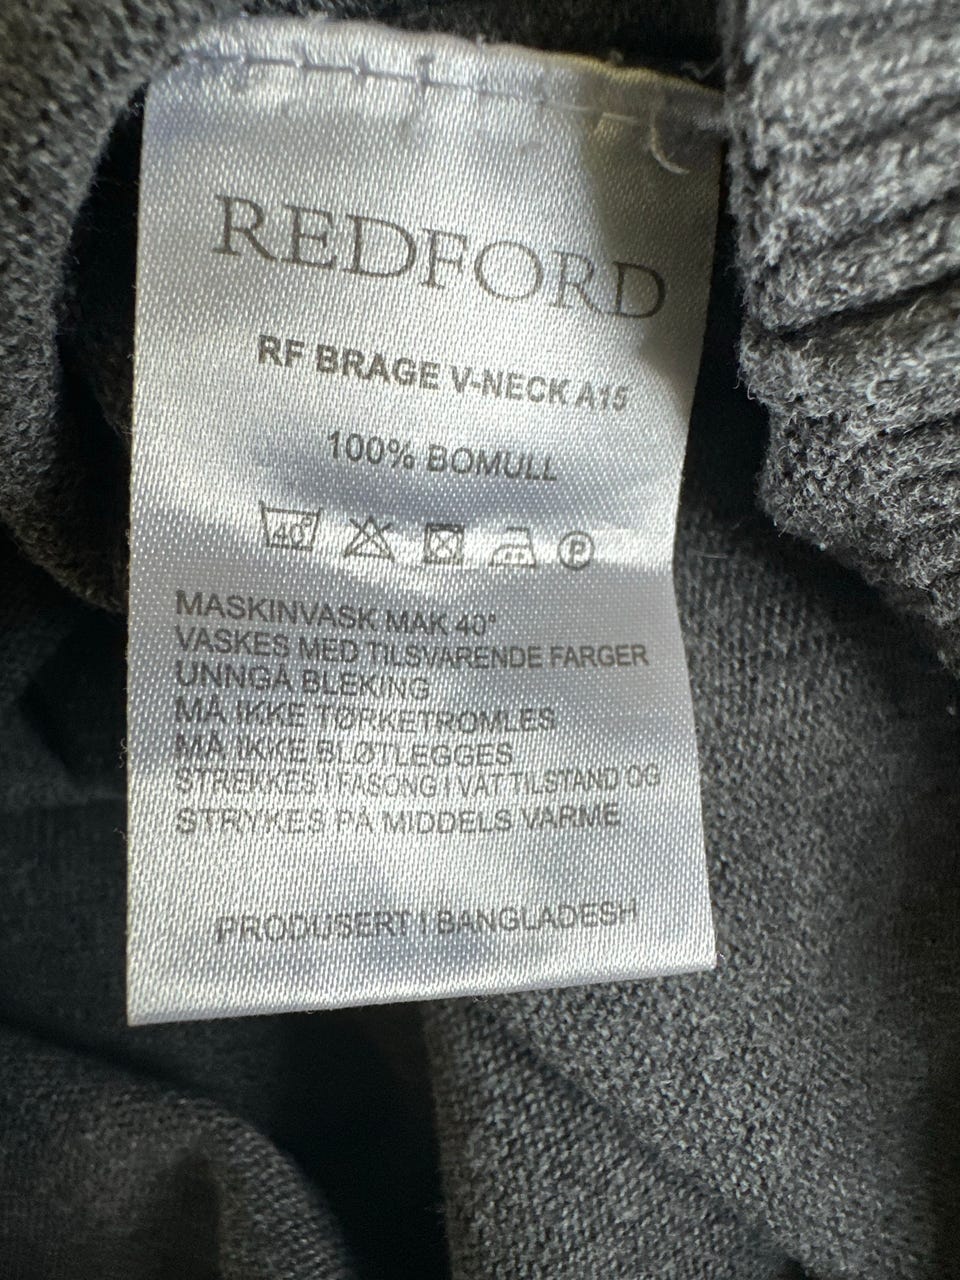 REDFORD
RF BRAGE V-NECK A15
100% BOMULL
40° P
MASKINVASK MAK 40°
VASKES MED TILSVARENDE FARGER
UNNGÅ BLEKING
MÅ IKKE TØRKETROMLES
MÅ IKKE BLØTLEGGES
STREKKES I FASONG I VÅT TILSTAND OG
STRYKES PÅ MIDDELS VARME
PRODUSERT I BANGLADESH